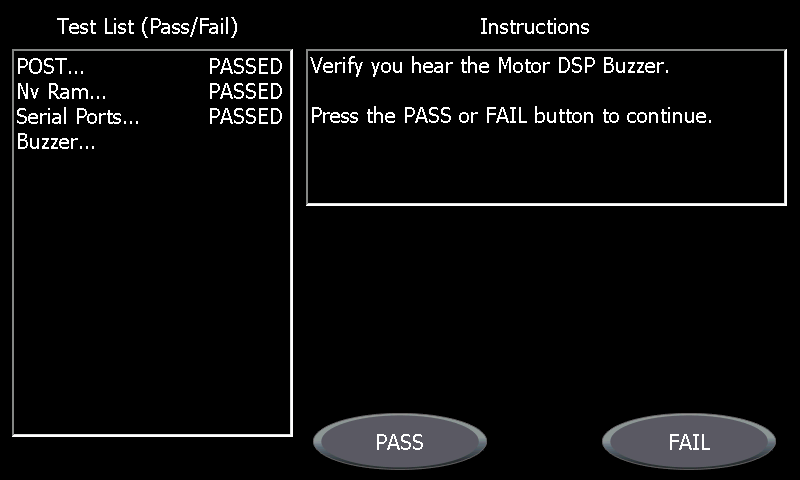 Test List (Pass/Fail)
POST... PASSED
Nv Ram... PASSED
Serial Ports... PASSED
Buzzer...
Instructions
Verify you hear the Motor DSP Buzzer.
Press the PASS or FAIL button to continue.
PASS
FAIL